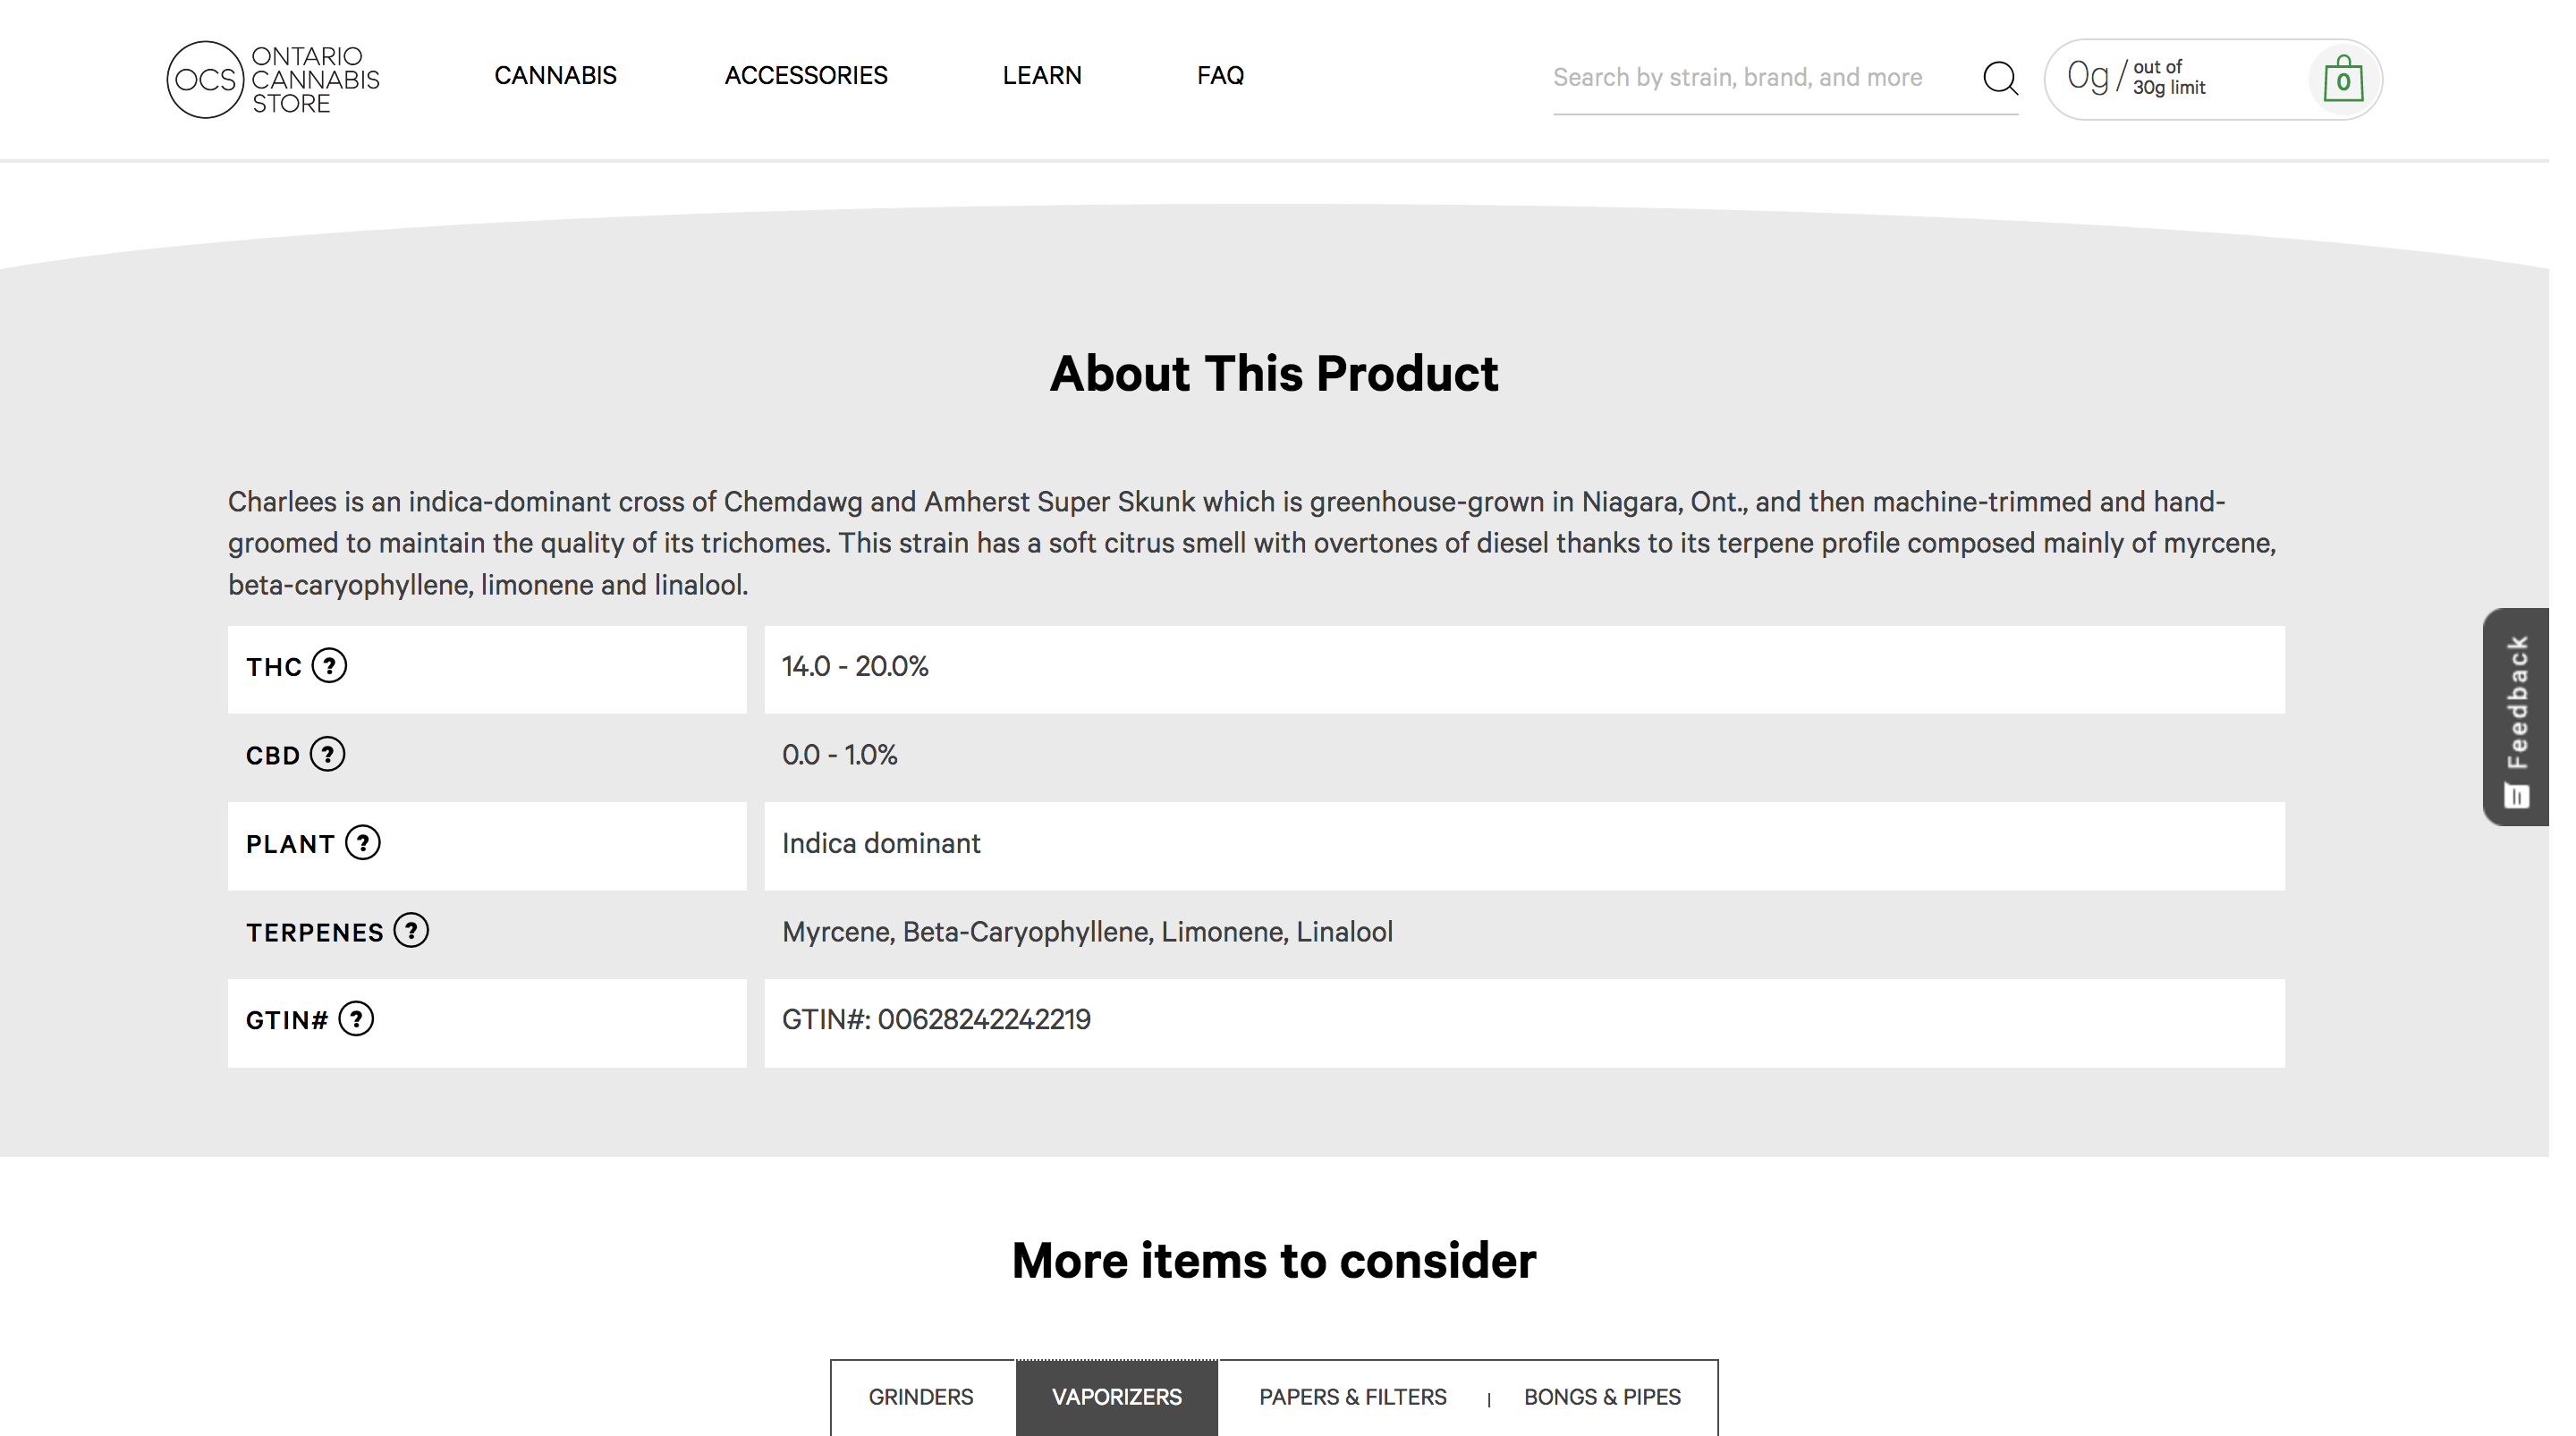 OCS
ONTARIO
CANNABIS
STORE
CANNABIS
ACCESSORIES
LEARN
FAQ
Search by strain, brand, and more
0g / out of
30g limit
0
About This Product
Charlees is an indica-dominant cross of Chemdawg and Amherst Super Skunk which is greenhouse-grown in Niagara, Ont., and then machine-trimmed and hand-
groomed to maintain the quality of its trichomes. This strain has a soft citrus smell with overtones of diesel thanks to its terpene profile composed mainly of myrcene,
beta-caryophyllene, limonene and linalool.
THC ? 14.0 - 20.0%
CBD ? 0.0 - 1.0%
PLANT ? Indica dominant
TERPENES ? Myrcene, Beta-Caryophyllene, Limonene, Linalool
GTIN# ? GTIN#: 00628242242219
Feedback
More items to consider
GRINDERS
VAPORIZERS
PAPERS & FILTERS | BONGS & PIPES